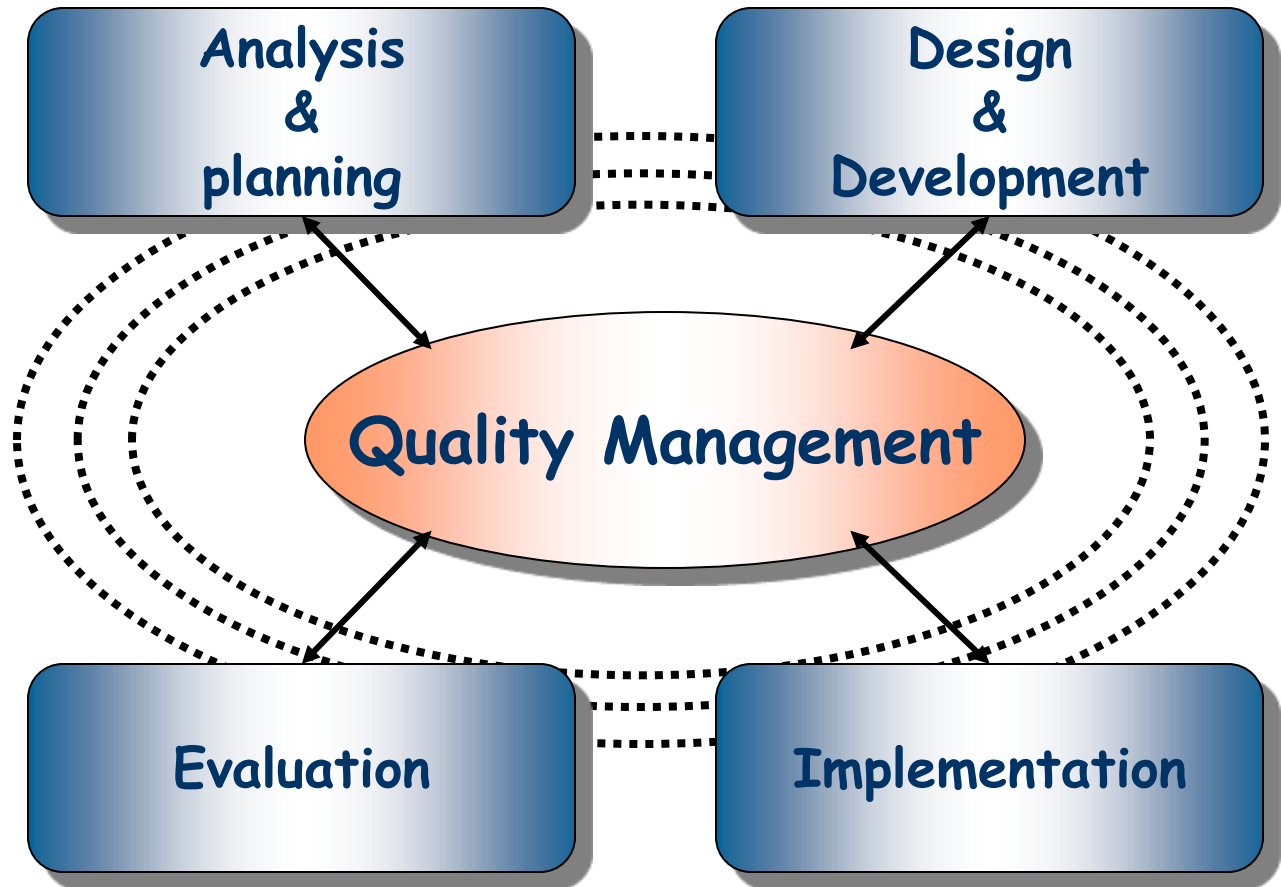 Analysis
&
planning
Design
&
Development
Quality Management
Evaluation
Implementation